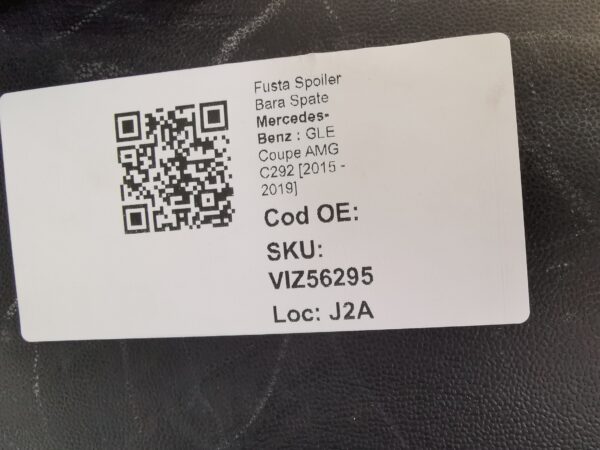 Fusta Spoiler
Bara Spate
Mercedes-
Benz : GLE
Coupe AMG
C292 [2015 -
2019]
Cod OE:
SKU:
VIZ56295
Loc: J2A